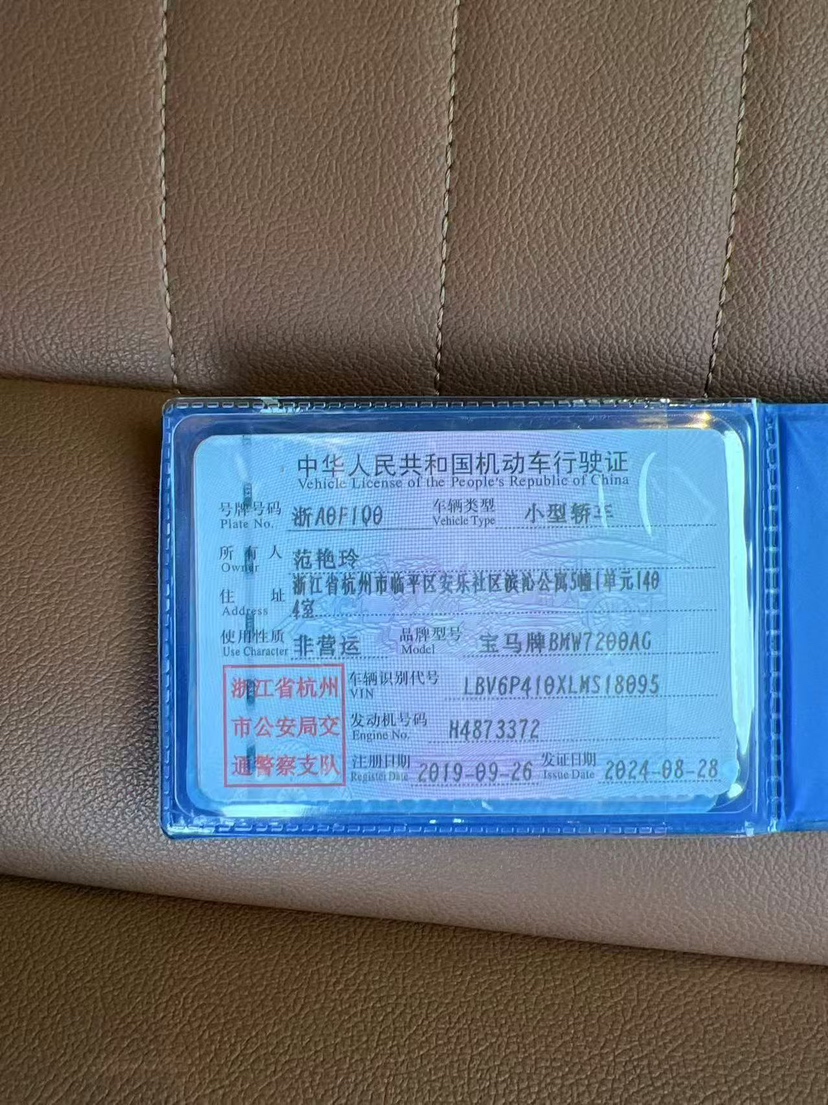 中华人民共和国机动车行驶证
Vehicle License of the People's Republic of China
号牌号码 浙A0F1Q0 车辆类型 小型轿车
Plate No. Vehicle Type
所有人 范艳玲
Owner
住址 浙江省杭州市临平区安乐社区滨沁公寓5幢1单元140
Address 4室
使用性质 非营运 品牌型号 宝马牌BMW7200AG
Use Character Model
浙江省杭州 车辆识别代号 LBV6P410XLMS18095
VIN
市公安局交 发动机号码 H4873372
Engine No.
通警察支队 注册日期 2019-09-26 发证日期 2024-08-28
Register Date Issue Date